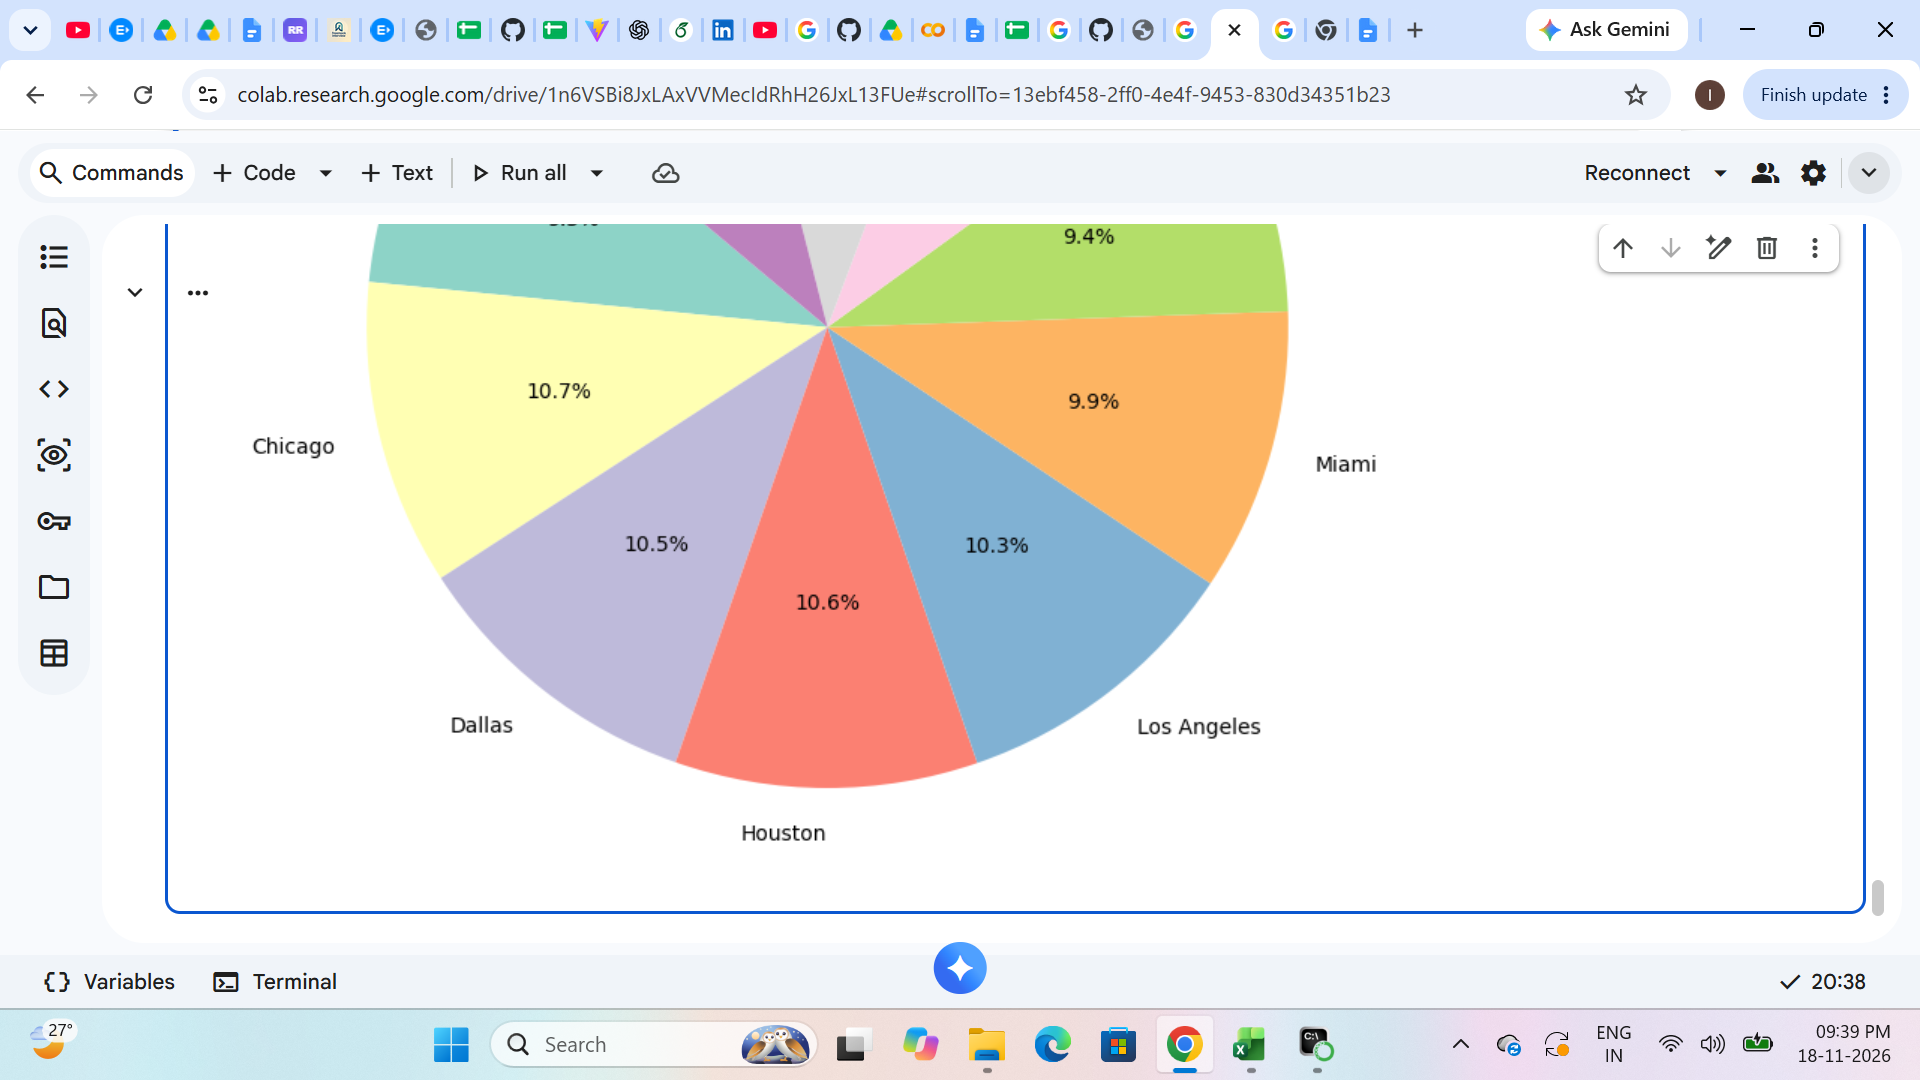 Ask Gemini
colab.research.google.com/drive/1n6VSBi8JxLAxVVMecIdRhH26JxL13FUe#scrollTo=13ebf458-2ff0-4e4f-9453-830d34351b23
I
Finish update
Commands
+ Code
+ Text
Run all
Reconnect
9.4%
10.7%
9.9%
Chicago
Miami
10.5%
10.3%
10.6%
Dallas
Los Angeles
Houston
Variables
Terminal
20:38
27°
Search
ENG
IN
09:39 PM
18-11-2026